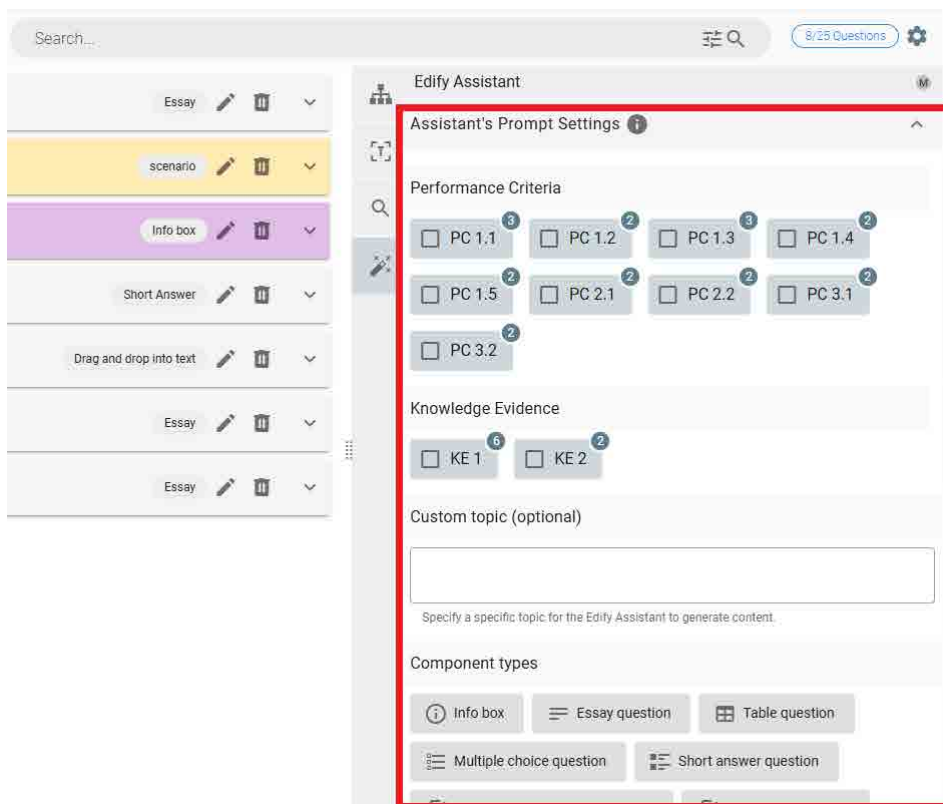 Search...
8/25 Questions
Essay
scenario
Info box
Short Answer
Drag and drop into text
Essay
Essay
Edify Assistant
M
Assistant's Prompt Settings
Performance Criteria
PC 1.1 3
PC 1.2 2
PC 1.3 3
PC 1.4 2
PC 1.5 2
PC 2.1 2
PC 2.2 2
PC 3.1 2
PC 3.2 2
Knowledge Evidence
KE 1 6
KE 2 2
Custom topic (optional)
Specify a specific topic for the Edify Assistant to generate content.
Component types
Info box
Essay question
Table question
Multiple choice question
Short answer question